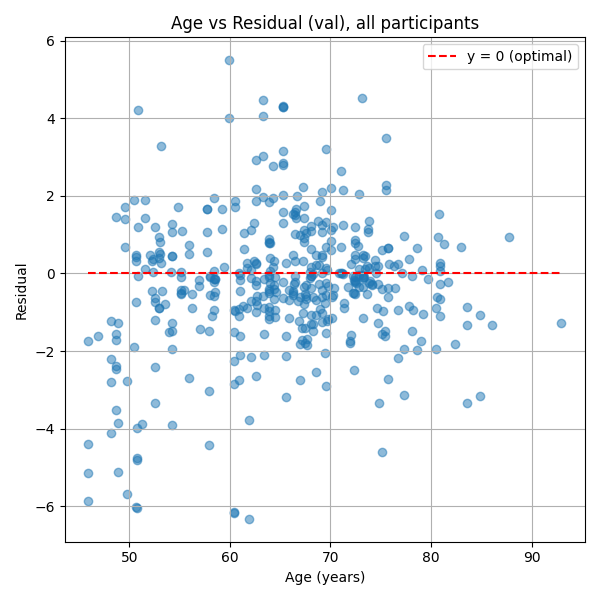 Age vs Residual (val), all participants
y = 0 (optimal)
6
4
2
0
−2
−4
−6
Residual
50 60 70 80 90
Age (years)